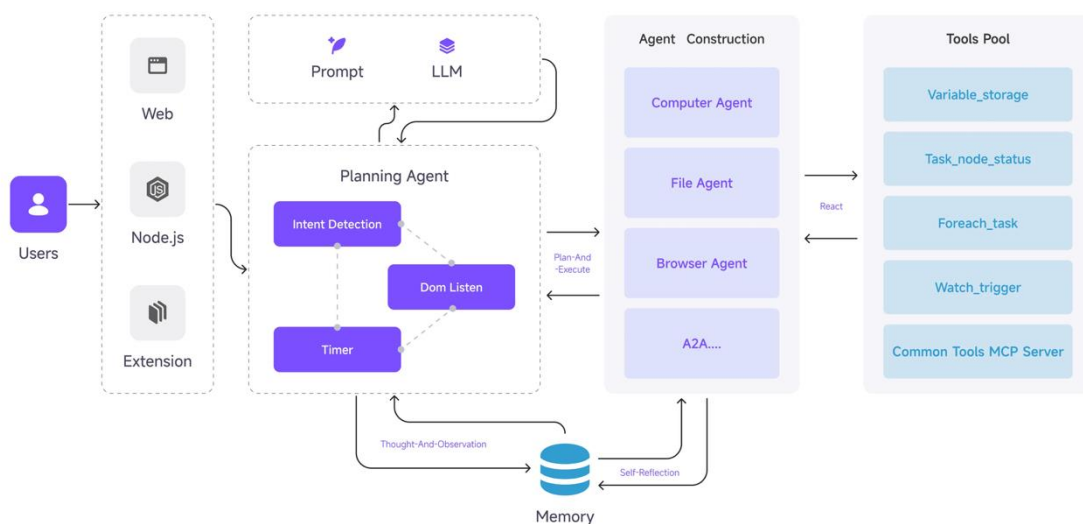 Users
Web
Node.js
Extension
Prompt
LLM
Planning Agent
Intent Detection
Dom Listen
Timer
Plan-And
-Execute
Thought-And-Observation
Memory
Self-Reflection
Agent Construction
Computer Agent
File Agent
Browser Agent
A2A....
React
Tools Pool
Variable_storage
Task_node_status
Foreach_task
Watch_trigger
Common Tools MCP Server